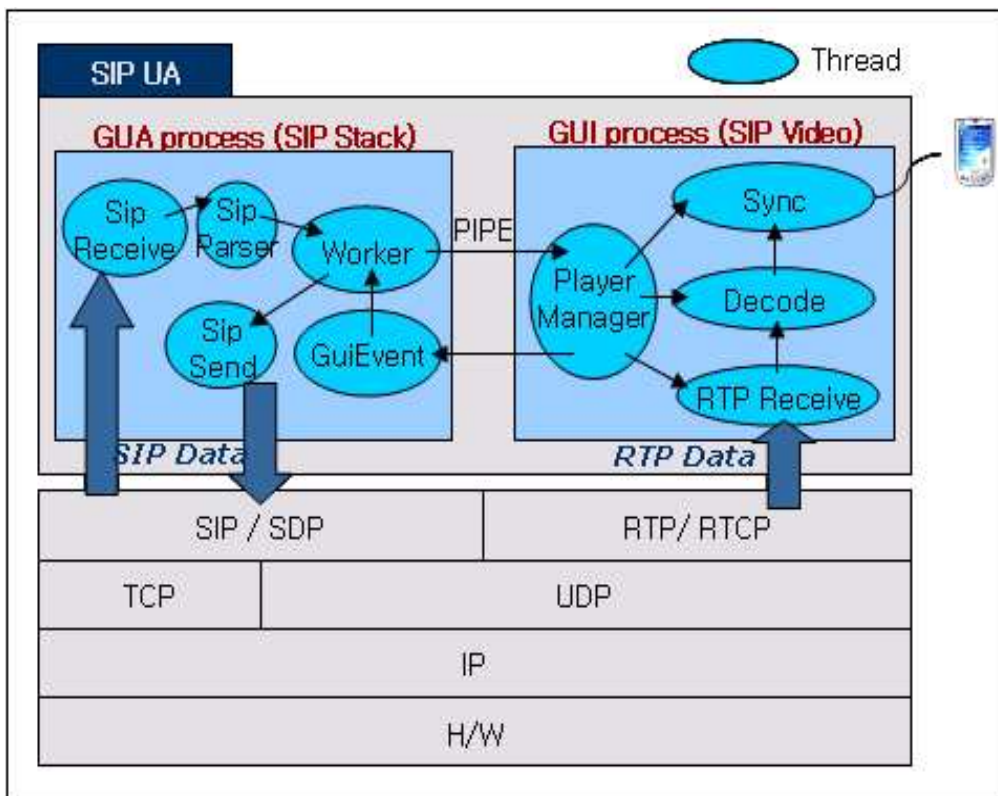 SIP UA
Thread
GUA process (SIP Stack)
GUI process (SIP Video)
Sip
Receive
Sip
Parser
Worker
PIPE
Sync
Player
Manager
Decode
Sip
Send
GuiEvent
RTP Receive
SIP Data
RTP Data
SIP / SDP
RTP/ RTCP
TCP
UDP
IP
H/W